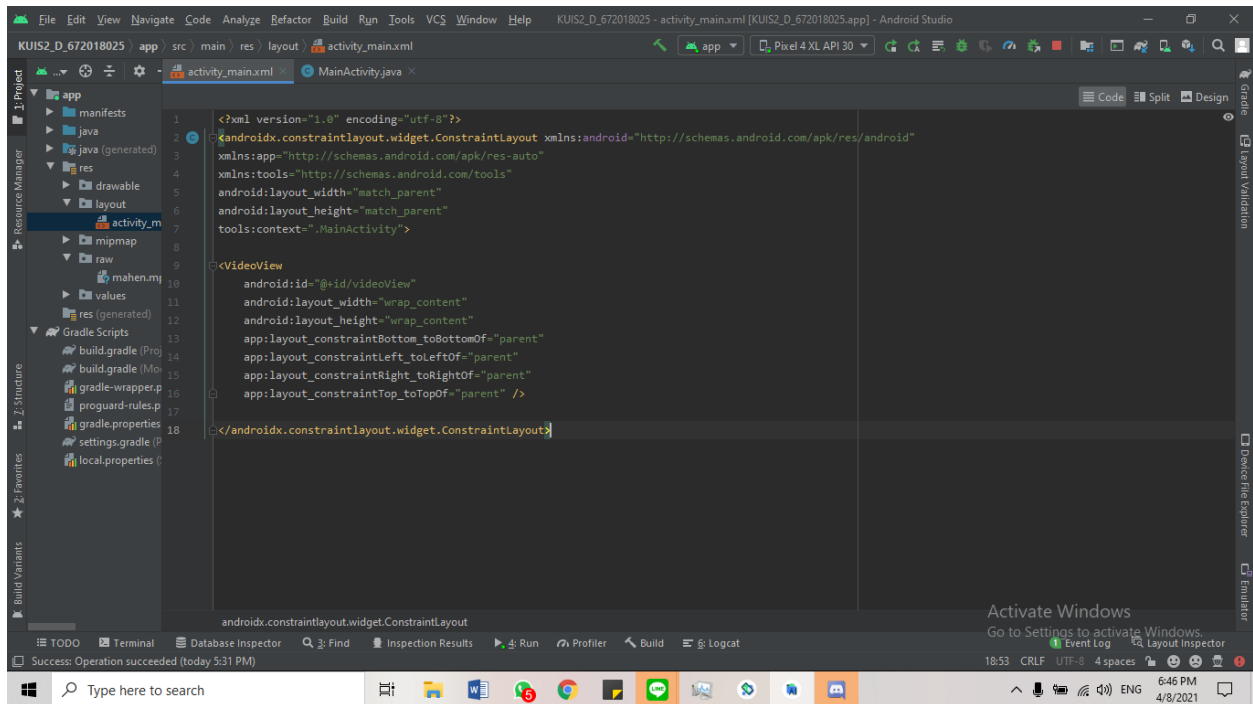 File Edit View Navigate Code Analyze Refactor Build Run Tools VCS Window Help KUIS2_D_672018025 - activity_main.xml [KUIS2_D_672018025.app] - Android Studio
KUIS2_D_672018025 app src main res layout activity_main.xml app Pixel 4 XL API 30
... activity_main.xml MainActivity.java
Code Split Design
1: Project
Resource Manager
Z: Structure
2: Favorites
Build Variants
app
manifests
java
java (generated)
res
drawable
layout
activity_m
mipmap
raw
mahen.mp
values
res (generated)
Gradle Scripts
build.gradle (Proj
build.gradle (Mo
gradle-wrapper.p
proguard-rules.p
gradle.properties
settings.gradle (P
local.properties (
1 <?xml version="1.0" encoding="utf-8"?>
2 <androidx.constraintlayout.widget.ConstraintLayout xmlns:android="http://schemas.android.com/apk/res/android"
3 xmlns:app="http://schemas.android.com/apk/res-auto"
4 xmlns:tools="http://schemas.android.com/tools"
5 android:layout_width="match_parent"
6 android:layout_height="match_parent"
7 tools:context=".MainActivity">
8
9 <VideoView
10 android:id="@+id/videoView"
11 android:layout_width="wrap_content"
12 android:layout_height="wrap_content"
13 app:layout_constraintBottom_toBottomOf="parent"
14 app:layout_constraintLeft_toLeftOf="parent"
15 app:layout_constraintRight_toRightOf="parent"
16 app:layout_constraintTop_toTopOf="parent" />
17
18 </androidx.constraintlayout.widget.ConstraintLayout>
Gradle
Layout Validation
Device File Explorer
Emulator
androidx.constraintlayout.widget.ConstraintLayout
Activate Windows
Go to Settings to activate Windows.
TODO Terminal Database Inspector 3: Find Inspection Results 4: Run Profiler Build 6: Logcat 1 Event Log Layout Inspector
Success: Operation succeeded (today 5:31 PM) 18:53 CRLF UTF-8 4 spaces
Type here to search 5 LINE ENG 6:46 PM
4/8/2021